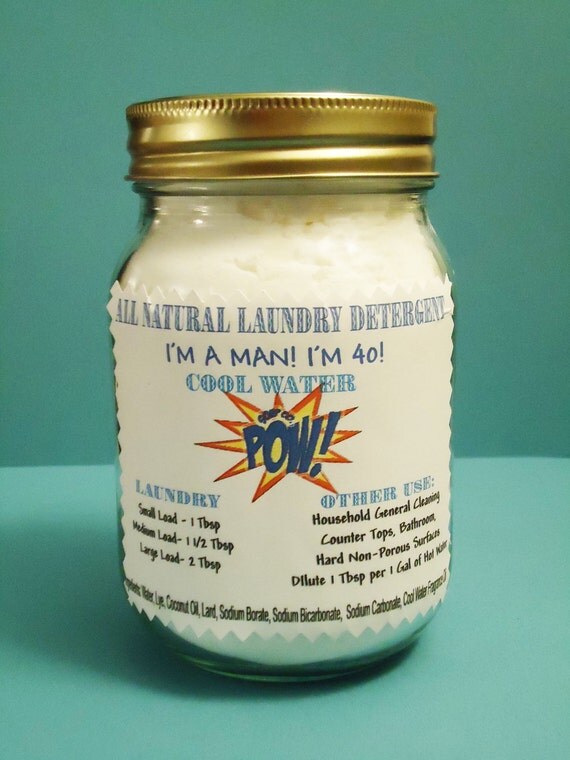 ALL NATURAL LAUNDRY DETERGENT
I'M A MAN! I'M 40!
COOL WATER
POW!
LAUNDRY
Small Load - 1 Tbsp
Medium Load - 1 1/2 Tbsp
Large Load - 2 Tbsp
OTHER USE:
Household General Cleaning
Counter Tops, Bathroom,
Hard Non-Porous Surfaces
DIlute 1 Tbsp per 1 Gal of Hot Water
Water, Lye, Coconut Oil, Lard, Sodium Borate, Sodium Bicarbonate, Sodium Carbonate, Cool Water Fragrance